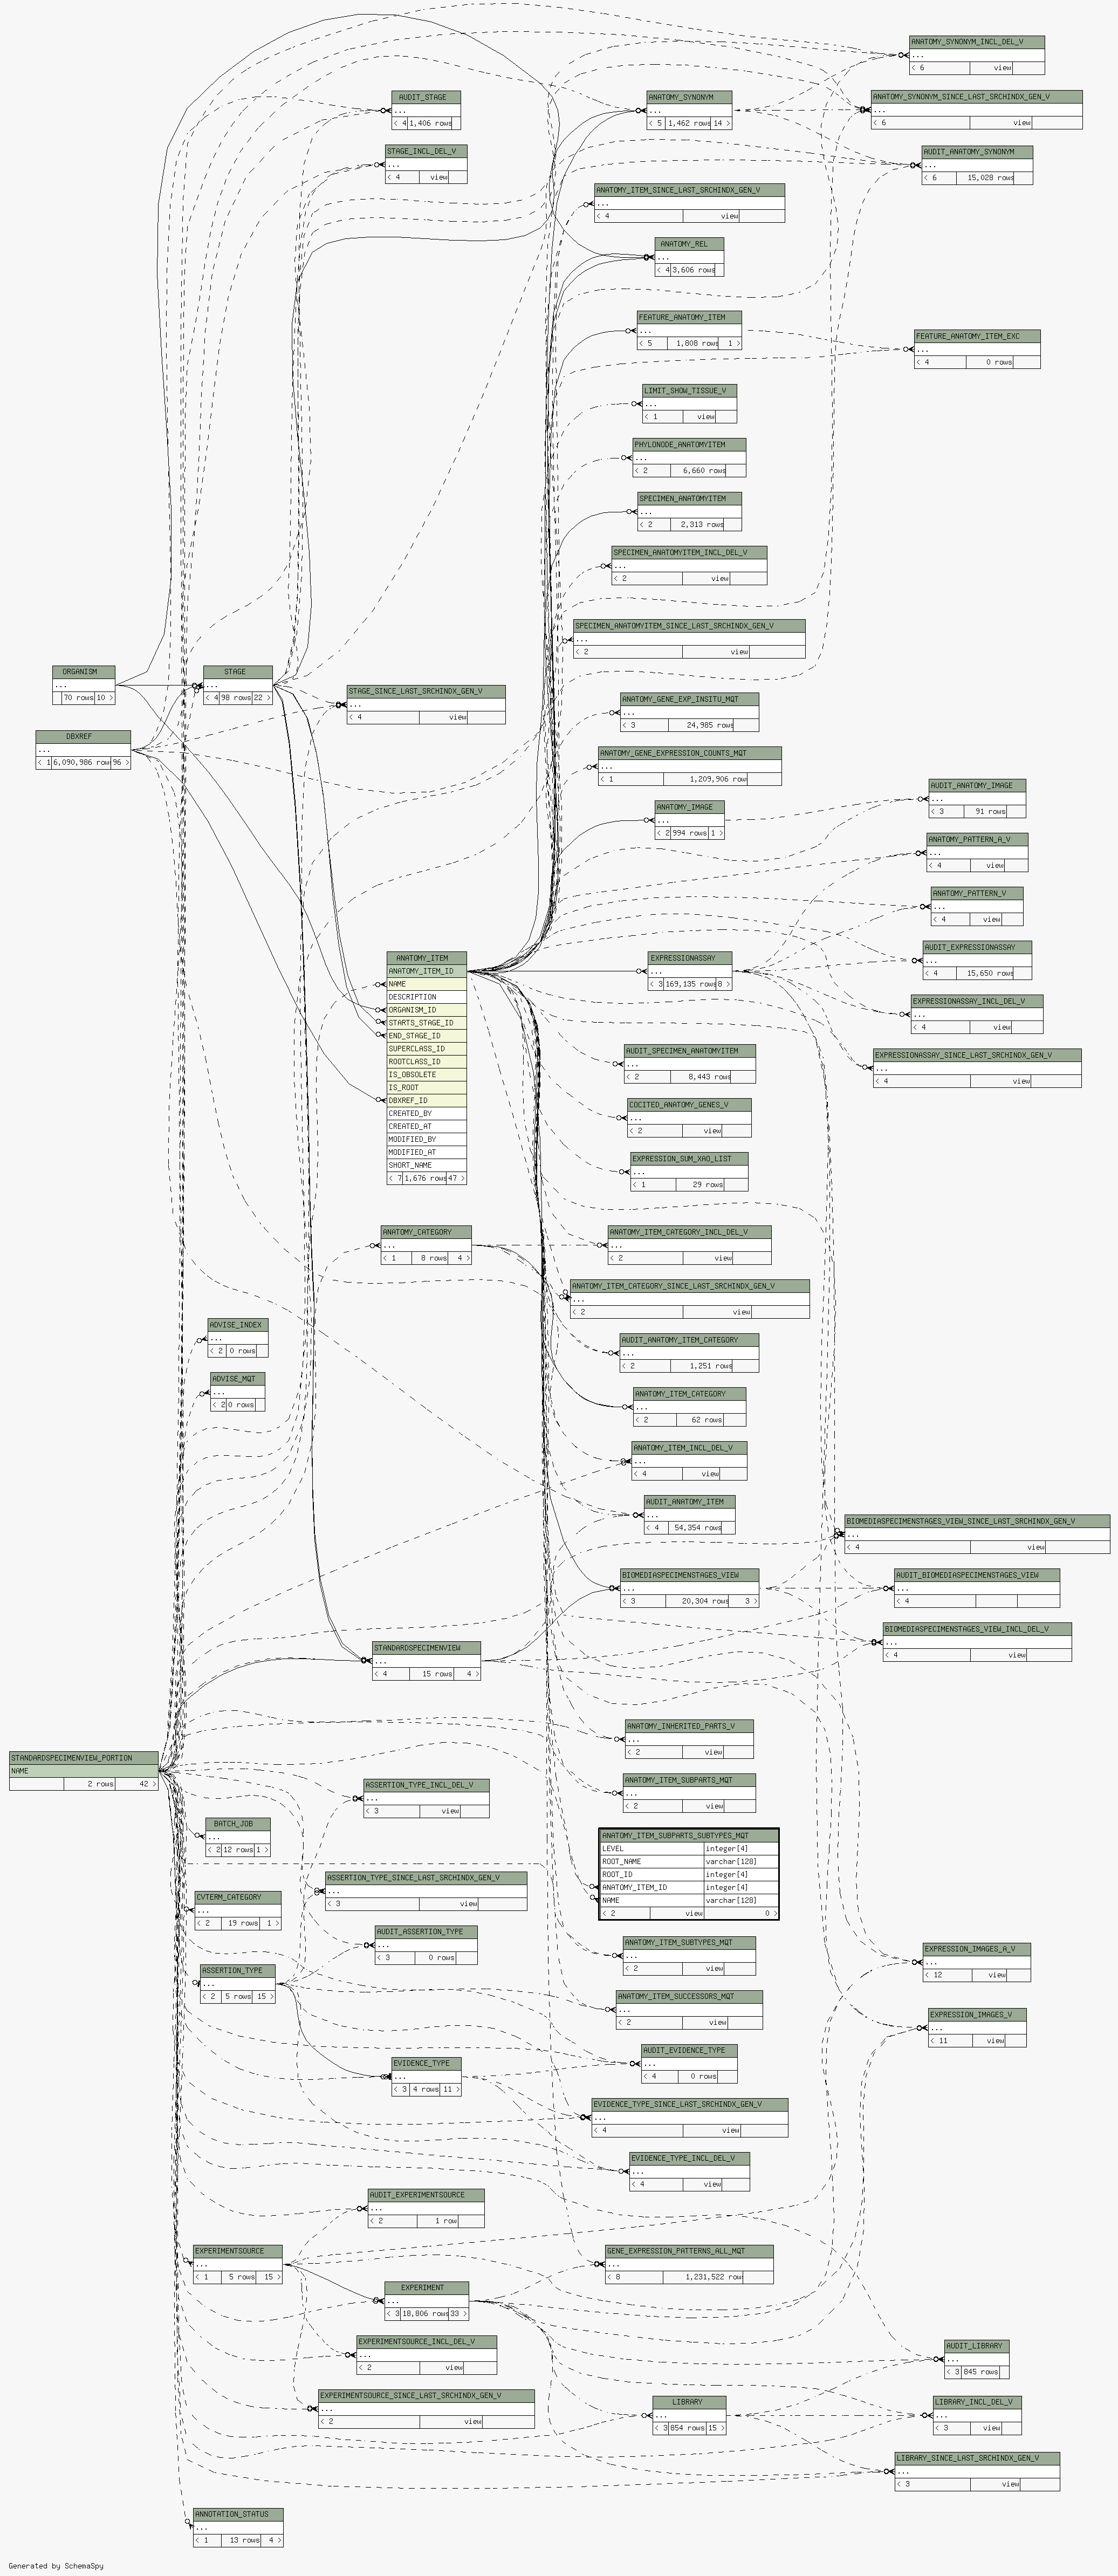 ANATOMY_SYNONYM_INCL_DEL_V
...
< 6 view
AUDIT_STAGE
...
< 4 1,406 rows
ANATOMY_SYNONYM
...
< 5 1,462 rows 14 >
ANATOMY_SYNONYM_SINCE_LAST_SRCHINDX_GEN_V
...
< 6 view
STAGE_INCL_DEL_V
...
< 4 view
AUDIT_ANATOMY_SYNONYM
...
< 6 15,028 rows
ANATOMY_ITEM_SINCE_LAST_SRCHINDX_GEN_V
...
< 4 view
ANATOMY_REL
...
< 4 3,606 rows
FEATURE_ANATOMY_ITEM
...
< 5 1,808 rows 1 >
FEATURE_ANATOMY_ITEM_EXC
...
< 4 0 rows
LIMIT_SHOW_TISSUE_V
...
< 1 view
PHYLONODE_ANATOMYITEM
...
< 2 6,660 rows
SPECIMEN_ANATOMYITEM
...
< 2 2,313 rows
SPECIMEN_ANATOMYITEM_INCL_DEL_V
...
< 2 view
SPECIMEN_ANATOMYITEM_SINCE_LAST_SRCHINDX_GEN_V
...
< 2 view
ORGANISM
...
70 rows 10 >
STAGE
...
< 4 98 rows 22 >
STAGE_SINCE_LAST_SRCHINDX_GEN_V
...
< 4 view
ANATOMY_GENE_EXP_INSITU_MQT
...
< 3 24,985 rows
DBXREF
...
< 1 6,090,986 row 96 >
ANATOMY_GENE_EXPRESSION_COUNTS_MQT
...
< 1 1,209,906 row
AUDIT_ANATOMY_IMAGE
...
< 3 91 rows
ANATOMY_IMAGE
...
< 2 994 rows 1 >
ANATOMY_PATTERN_A_V
...
< 4 view
ANATOMY_PATTERN_V
...
< 4 view
ANATOMY_ITEM
ANATOMY_ITEM_ID
NAME
DESCRIPTION
ORGANISM_ID
STARTS_STAGE_ID
END_STAGE_ID
SUPERCLASS_ID
ROOTCLASS_ID
IS_OBSOLETE
IS_ROOT
DBXREF_ID
CREATED_BY
CREATED_AT
MODIFIED_BY
MODIFIED_AT
SHORT_NAME
< 7 1,676 rows 47 >
EXPRESSIONASSAY
...
< 3 169,135 rows 8 >
AUDIT_EXPRESSIONASSAY
...
< 4 15,650 rows
EXPRESSIONASSAY_INCL_DEL_V
...
< 4 view
EXPRESSIONASSAY_SINCE_LAST_SRCHINDX_GEN_V
...
< 4 view
AUDIT_SPECIMEN_ANATOMYITEM
...
< 2 8,443 rows
COCITED_ANATOMY_GENES_V
...
< 2 view
EXPRESSION_SUM_XAO_LIST
...
< 1 29 rows
ANATOMY_CATEGORY
...
< 1 8 rows 4 >
ANATOMY_ITEM_CATEGORY_INCL_DEL_V
...
< 2 view
ANATOMY_ITEM_CATEGORY_SINCE_LAST_SRCHINDX_GEN_V
...
< 2 view
ADVISE_INDEX
...
< 2 0 rows
AUDIT_ANATOMY_ITEM_CATEGORY
...
< 2 1,251 rows
ADVISE_MQT
...
< 2 0 rows
ANATOMY_ITEM_CATEGORY
...
< 2 62 rows
ANATOMY_ITEM_INCL_DEL_V
...
< 4 view
AUDIT_ANATOMY_ITEM
...
< 4 54,354 rows
BIOMEDIASPECIMENSTAGES_VIEW_SINCE_LAST_SRCHINDX_GEN_V
...
< 4 view
BIOMEDIASPECIMENSTAGES_VIEW
...
< 3 20,304 rows 3 >
AUDIT_BIOMEDIASPECIMENSTAGES_VIEW
...
< 4
BIOMEDIASPECIMENSTAGES_VIEW_INCL_DEL_V
...
< 4 view
STANDARDSPECIMENVIEW
...
< 4 15 rows 4 >
ANATOMY_INHERITED_PARTS_V
...
< 2 view
STANDARDSPECIMENVIEW_PORTION
NAME
2 rows 42 >
ANATOMY_ITEM_SUBPARTS_MQT
...
< 2 view
ASSERTION_TYPE_INCL_DEL_V
...
< 3 view
BATCH_JOB
...
< 2 12 rows 1 >
ANATOMY_ITEM_SUBPARTS_SUBTYPES_MQT
LEVEL integer[4]
ROOT_NAME varchar[128]
ROOT_ID integer[4]
ANATOMY_ITEM_ID integer[4]
NAME varchar[128]
< 2 view 0 >
ASSERTION_TYPE_SINCE_LAST_SRCHINDX_GEN_V
...
< 3 view
CVTERM_CATEGORY
...
< 2 19 rows 1 >
AUDIT_ASSERTION_TYPE
...
< 3 0 rows
ANATOMY_ITEM_SUBTYPES_MQT
...
< 2 view
EXPRESSION_IMAGES_A_V
...
< 12 view
ASSERTION_TYPE
...
< 2 5 rows 15 >
ANATOMY_ITEM_SUCCESSORS_MQT
...
< 2 view
EXPRESSION_IMAGES_V
...
< 11 view
AUDIT_EVIDENCE_TYPE
...
< 4 0 rows
EVIDENCE_TYPE
...
< 3 4 rows 11 >
EVIDENCE_TYPE_SINCE_LAST_SRCHINDX_GEN_V
...
< 4 view
EVIDENCE_TYPE_INCL_DEL_V
...
< 4 view
AUDIT_EXPERIMENTSOURCE
...
< 2 1 row
EXPERIMENTSOURCE
...
< 1 5 rows 15 >
GENE_EXPRESSION_PATTERNS_ALL_MQT
...
< 8 1,231,522 row
EXPERIMENT
...
< 3 18,806 rows 33 >
EXPERIMENTSOURCE_INCL_DEL_V
...
< 2 view
AUDIT_LIBRARY
...
< 3 845 rows
EXPERIMENTSOURCE_SINCE_LAST_SRCHINDX_GEN_V
...
< 2 view
LIBRARY
...
< 3 854 rows 15 >
LIBRARY_INCL_DEL_V
...
< 3 view
LIBRARY_SINCE_LAST_SRCHINDX_GEN_V
...
< 3 view
ANNOTATION_STATUS
...
< 1 13 rows 4 >
Generated by SchemaSpy